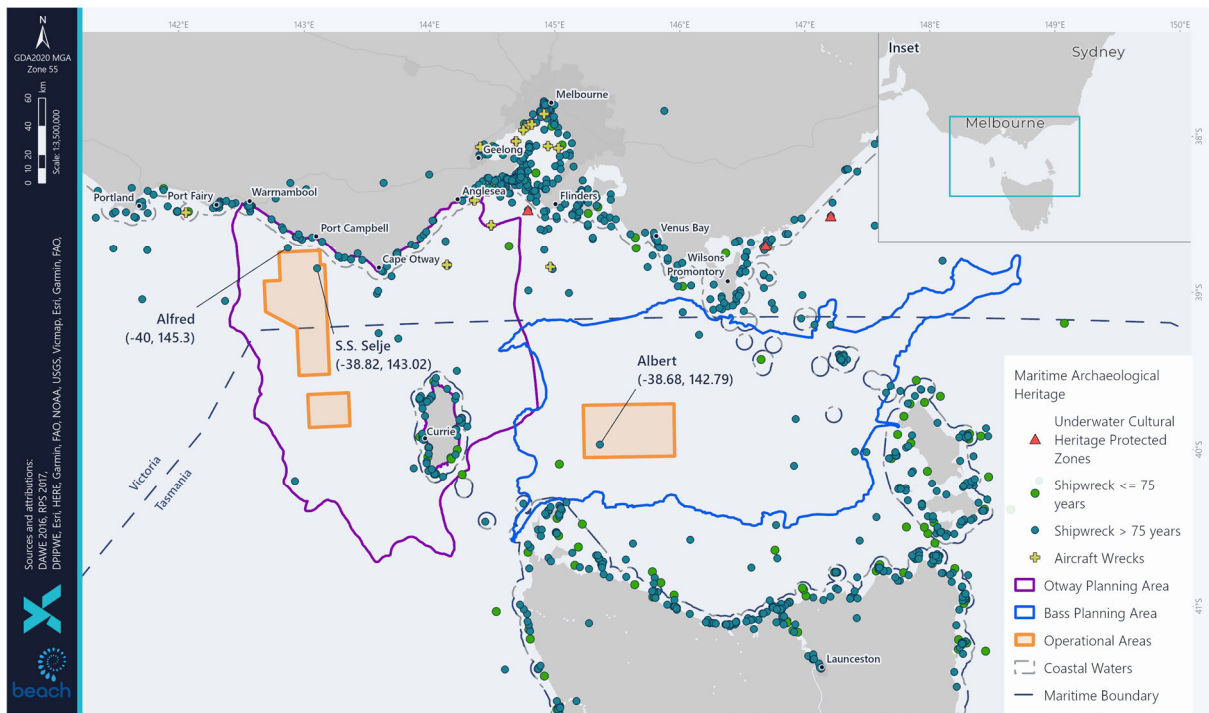 N
GDA2020 MGA
Zone 55
60
40
20
10
0
km
Scale: 1:3,500,000
Sources and attributions:
DAWE 2016, RPS 2017,
DPIPWE, Esri, HERE, Garmin, FAO, NOAA, USGS, Vicmap, Esri, Garmin, FAO,
beach
142°E
143°E
144°E
145°E
146°E
147°E
148°E
149°E
150°E
38°S
39°S
40°S
41°S
Inset
Sydney
Melbourne
Melbourne
Geelong
Portland
Port Fairy
Warrnambool
Anglesea
Flinders
Port Campbell
Venus Bay
Cape Otway
Wilsons
Promontory
Alfred
(-40, 145.3)
S.S. Selje
(-38.82, 143.02)
Albert
(-38.68, 142.79)
Currie
Victoria
Tasmania
Launceston
Maritime Archaeological
Heritage
Underwater Cultural
Heritage Protected
Zones
Shipwreck <= 75
years
Shipwreck > 75 years
Aircraft Wrecks
Otway Planning Area
Bass Planning Area
Operational Areas
Coastal Waters
Maritime Boundary